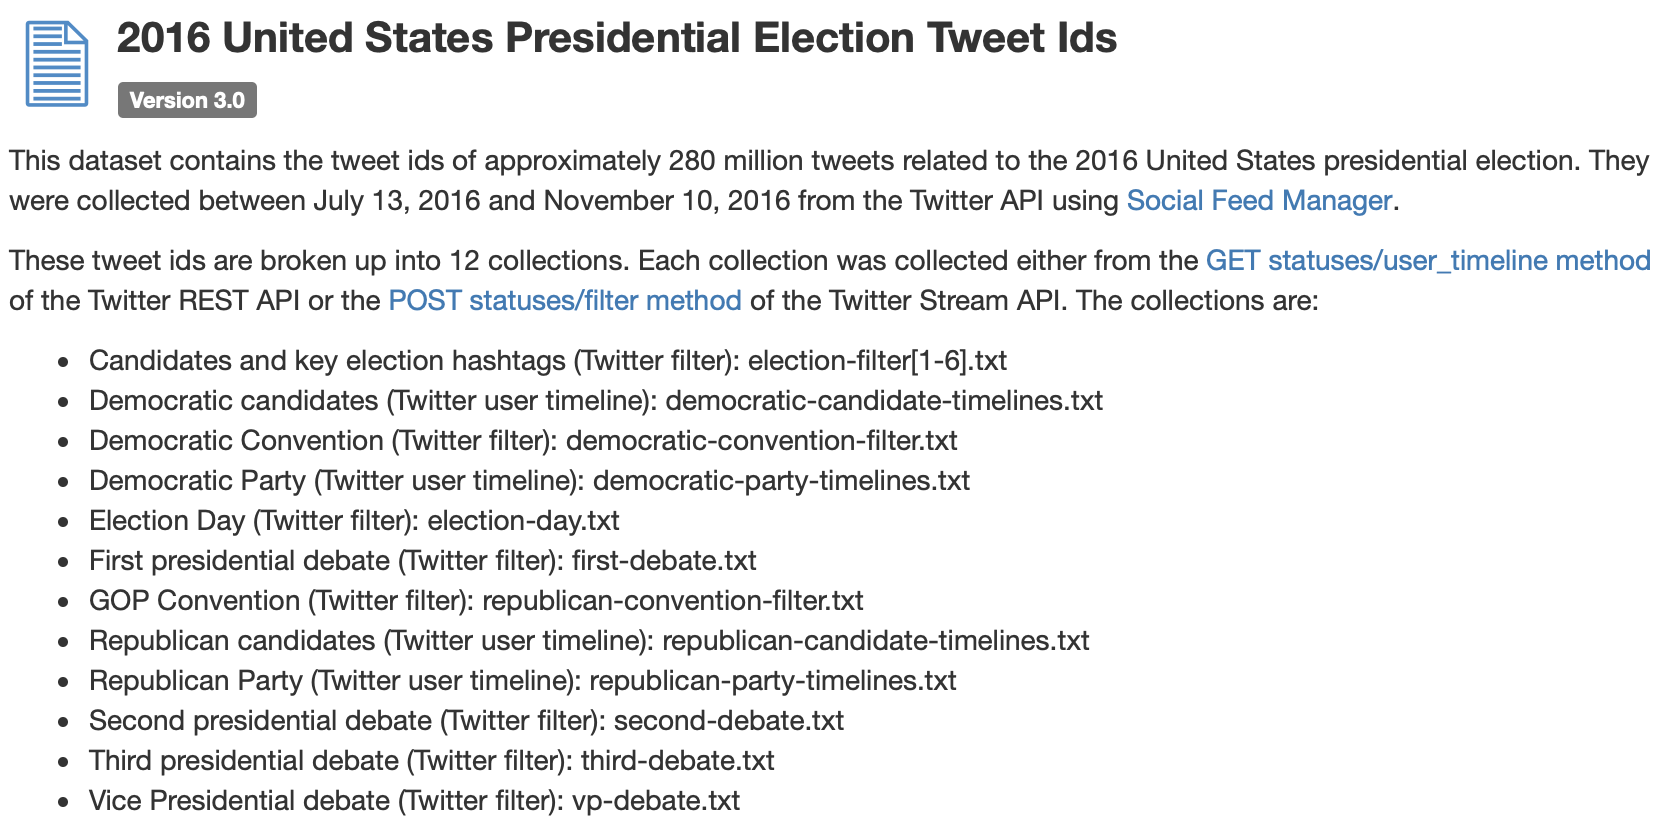 2016 United States Presidential Election Tweet Ids
Version 3.0
This dataset contains the tweet ids of approximately 280 million tweets related to the 2016 United States presidential election. They
were collected between July 13, 2016 and November 10, 2016 from the Twitter API using Social Feed Manager.
These tweet ids are broken up into 12 collections. Each collection was collected either from the GET statuses/user_timeline method
of the Twitter REST API or the POST statuses/filter method of the Twitter Stream API. The collections are:
• Candidates and key election hashtags (Twitter filter): election-filter[1-6].txt
• Democratic candidates (Twitter user timeline): democratic-candidate-timelines.txt
• Democratic Convention (Twitter filter): democratic-convention-filter.txt
• Democratic Party (Twitter user timeline): democratic-party-timelines.txt
• Election Day (Twitter filter): election-day.txt
• First presidential debate (Twitter filter): first-debate.txt
• GOP Convention (Twitter filter): republican-convention-filter.txt
• Republican candidates (Twitter user timeline): republican-candidate-timelines.txt
• Republican Party (Twitter user timeline): republican-party-timelines.txt
• Second presidential debate (Twitter filter): second-debate.txt
• Third presidential debate (Twitter filter): third-debate.txt
• Vice Presidential debate (Twitter filter): vp-debate.txt